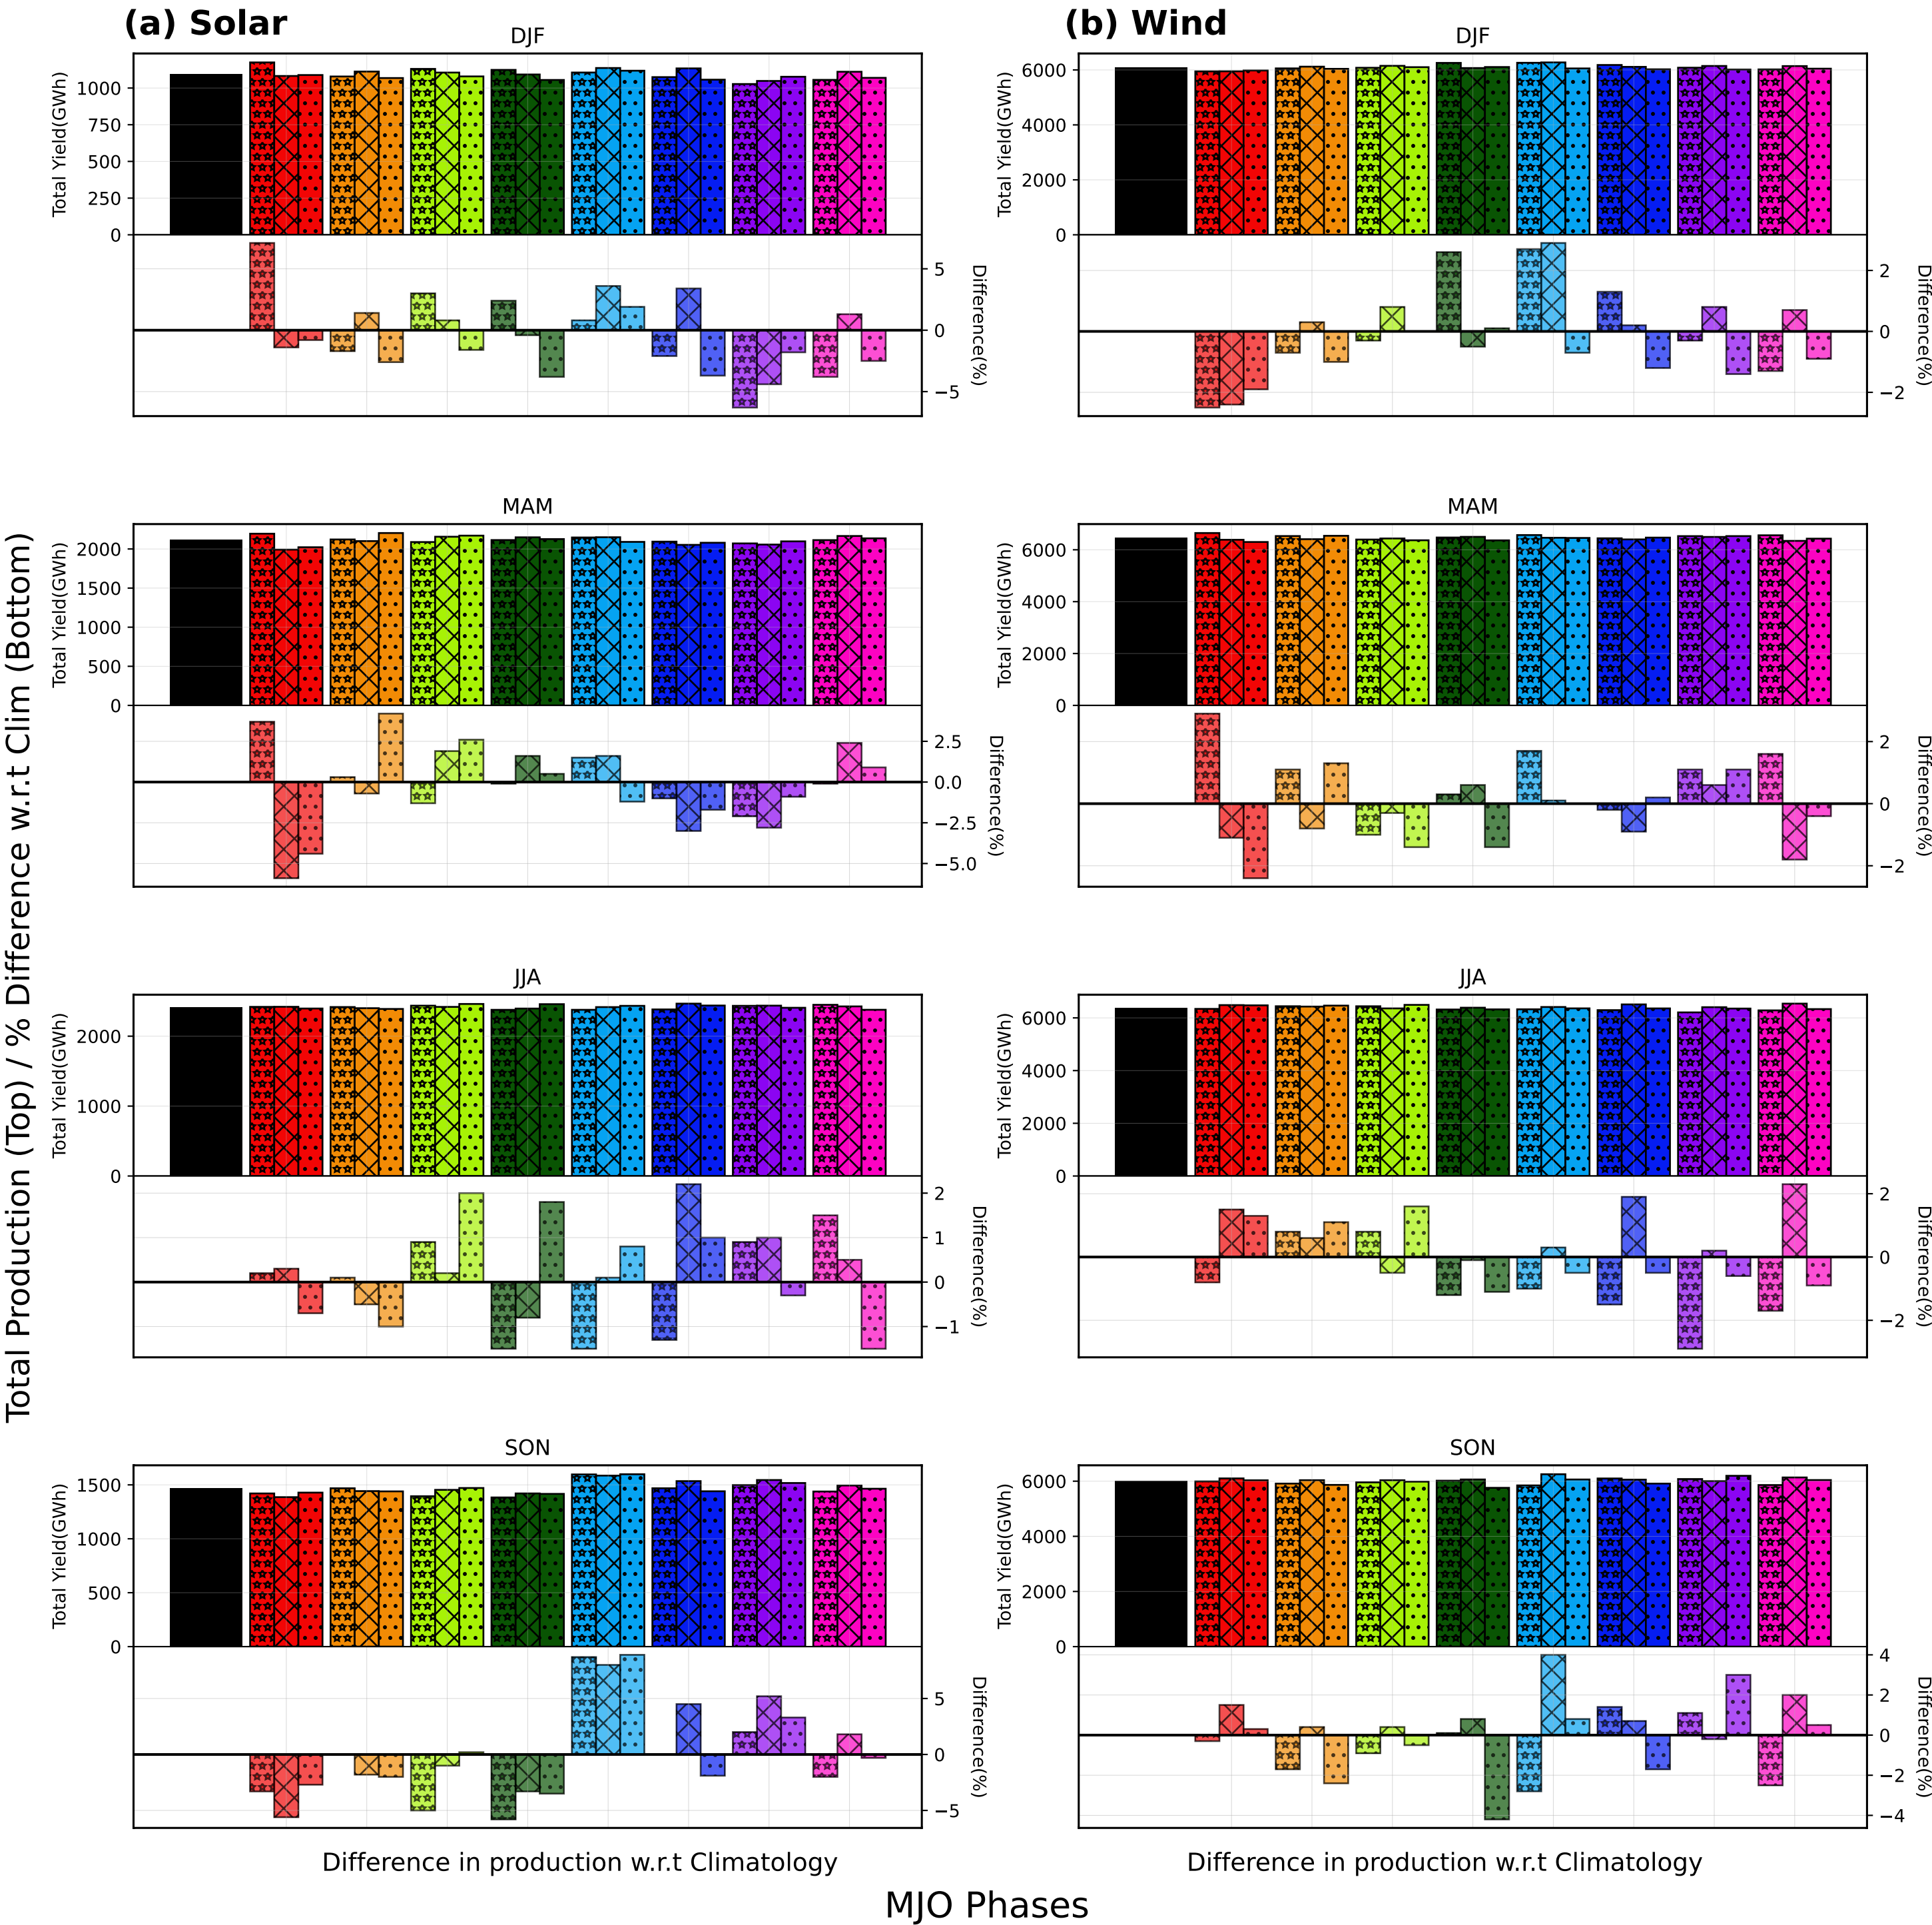 (a) Solar
(b) Wind
Total Production (Top) / % Difference w.r.t Clim (Bottom)
DJF
Total Yield(GWh)
1000
750
500
250
0
5
0
−5
Difference(%)
DJF
Total Yield(GWh)
6000
4000
2000
0
2
0
−2
Difference(%)
MAM
Total Yield(GWh)
2000
1500
1000
500
0
2.5
0.0
−2.5
−5.0
Difference(%)
MAM
Total Yield(GWh)
6000
4000
2000
0
2
0
−2
Difference(%)
JJA
Total Yield(GWh)
2000
1000
0
2
1
0
−1
Difference(%)
JJA
Total Yield(GWh)
6000
4000
2000
0
2
0
−2
Difference(%)
SON
Total Yield(GWh)
1500
1000
500
0
5
0
−5
Difference(%)
SON
Total Yield(GWh)
6000
4000
2000
0
4
2
0
−2
−4
Difference(%)
Difference in production w.r.t Climatology
Difference in production w.r.t Climatology
MJO Phases